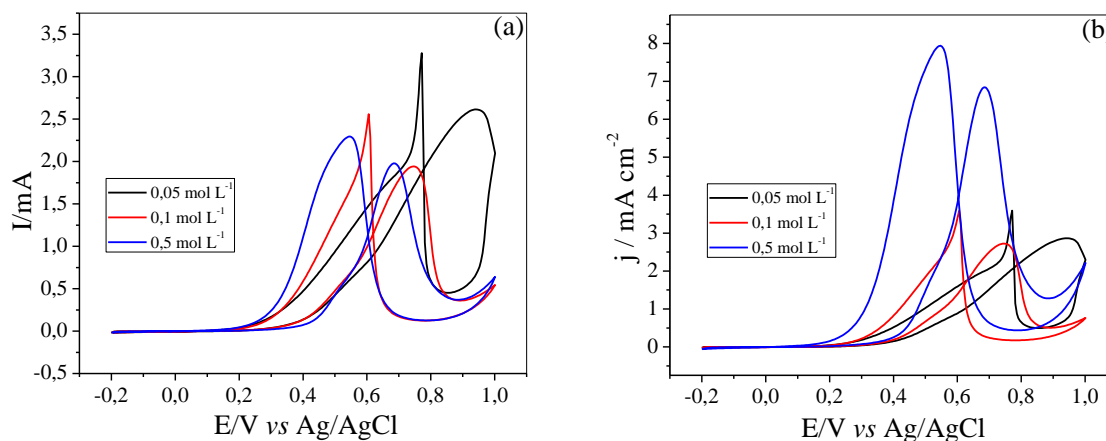 (a)
3,5
3,0
2,5
2,0
1,5
1,0
0,5
0,0
-0,5
I/mA
0,05 mol L⁻¹
0,1 mol L⁻¹
0,5 mol L⁻¹
-0,2 0,0 0,2 0,4 0,6 0,8 1,0
E/V vs Ag/AgCl
(b
8
7
6
5
4
3
2
1
0
j / mA cm⁻²
0,05 mol L⁻¹
0,1 mol L⁻¹
0,5 mol L⁻¹
-0,2 0,0 0,2 0,4 0,6 0,8 1,0
E/V vs Ag/AgCl